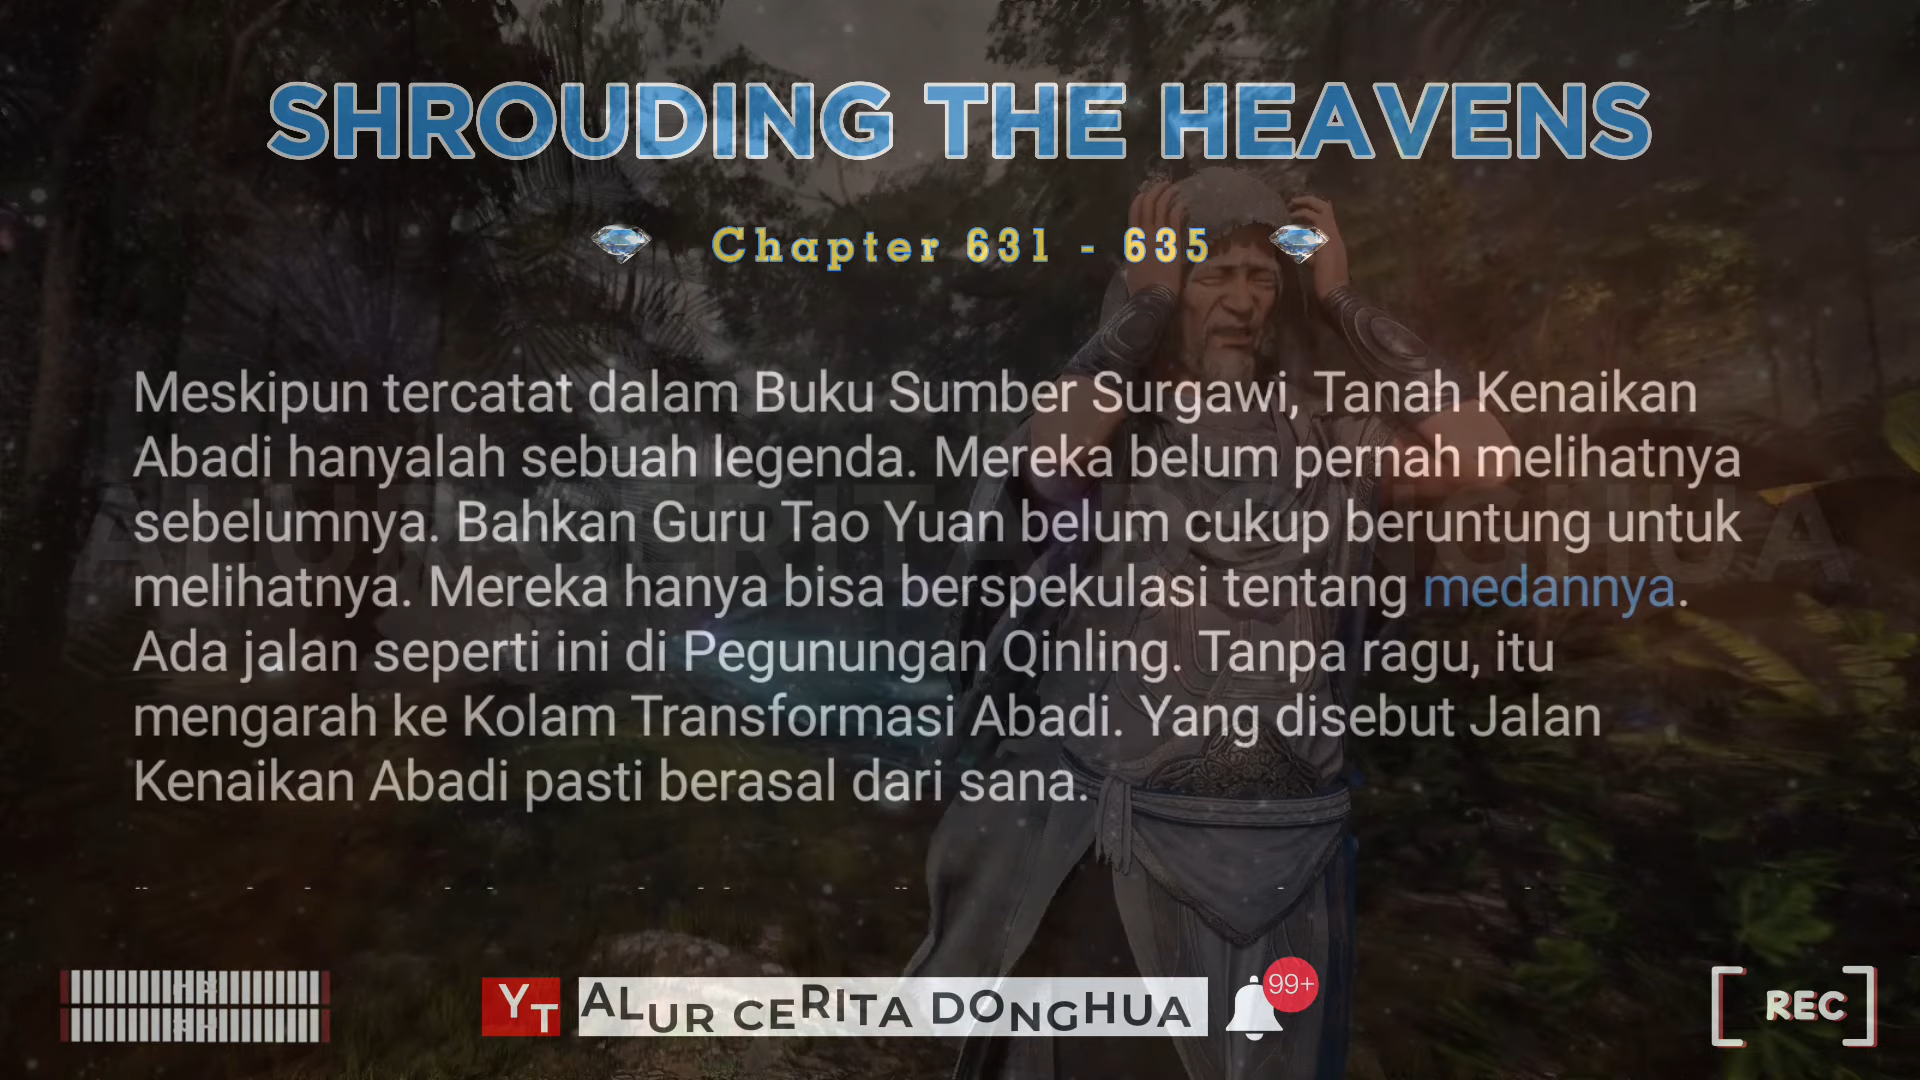 SHROUDING THE HEAVENS
Chapter 631 - 635
Meskipun tercatat dalam Buku Sumber Surgawi, Tanah Kenaikan
Abadi hanyalah sebuah legenda. Mereka belum pernah melihatnya
sebelumnya. Bahkan Guru Tao Yuan belum cukup beruntung untuk
melihatnya. Mereka hanya bisa berspekulasi tentang medannya.
Ada jalan seperti ini di Pegunungan Qinling. Tanpa ragu, itu
mengarah ke Kolam Transformasi Abadi. Yang disebut Jalan
Kenaikan Abadi pasti berasal dari sana.
YT ALUR CERITA DONGHUA 99+
REC